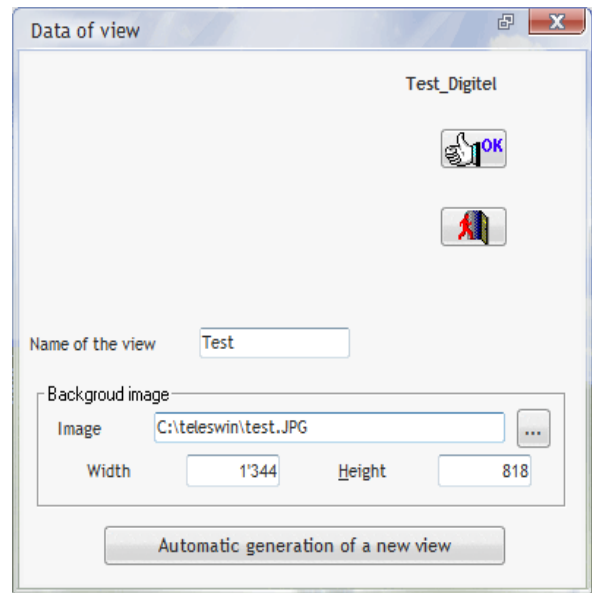 Data of view
Test_Digitel
OK
Name of the view Test
Backgroud image
Image C:\teleswin\test.JPG ...
Width 1'344 Height 818
Automatic generation of a new view